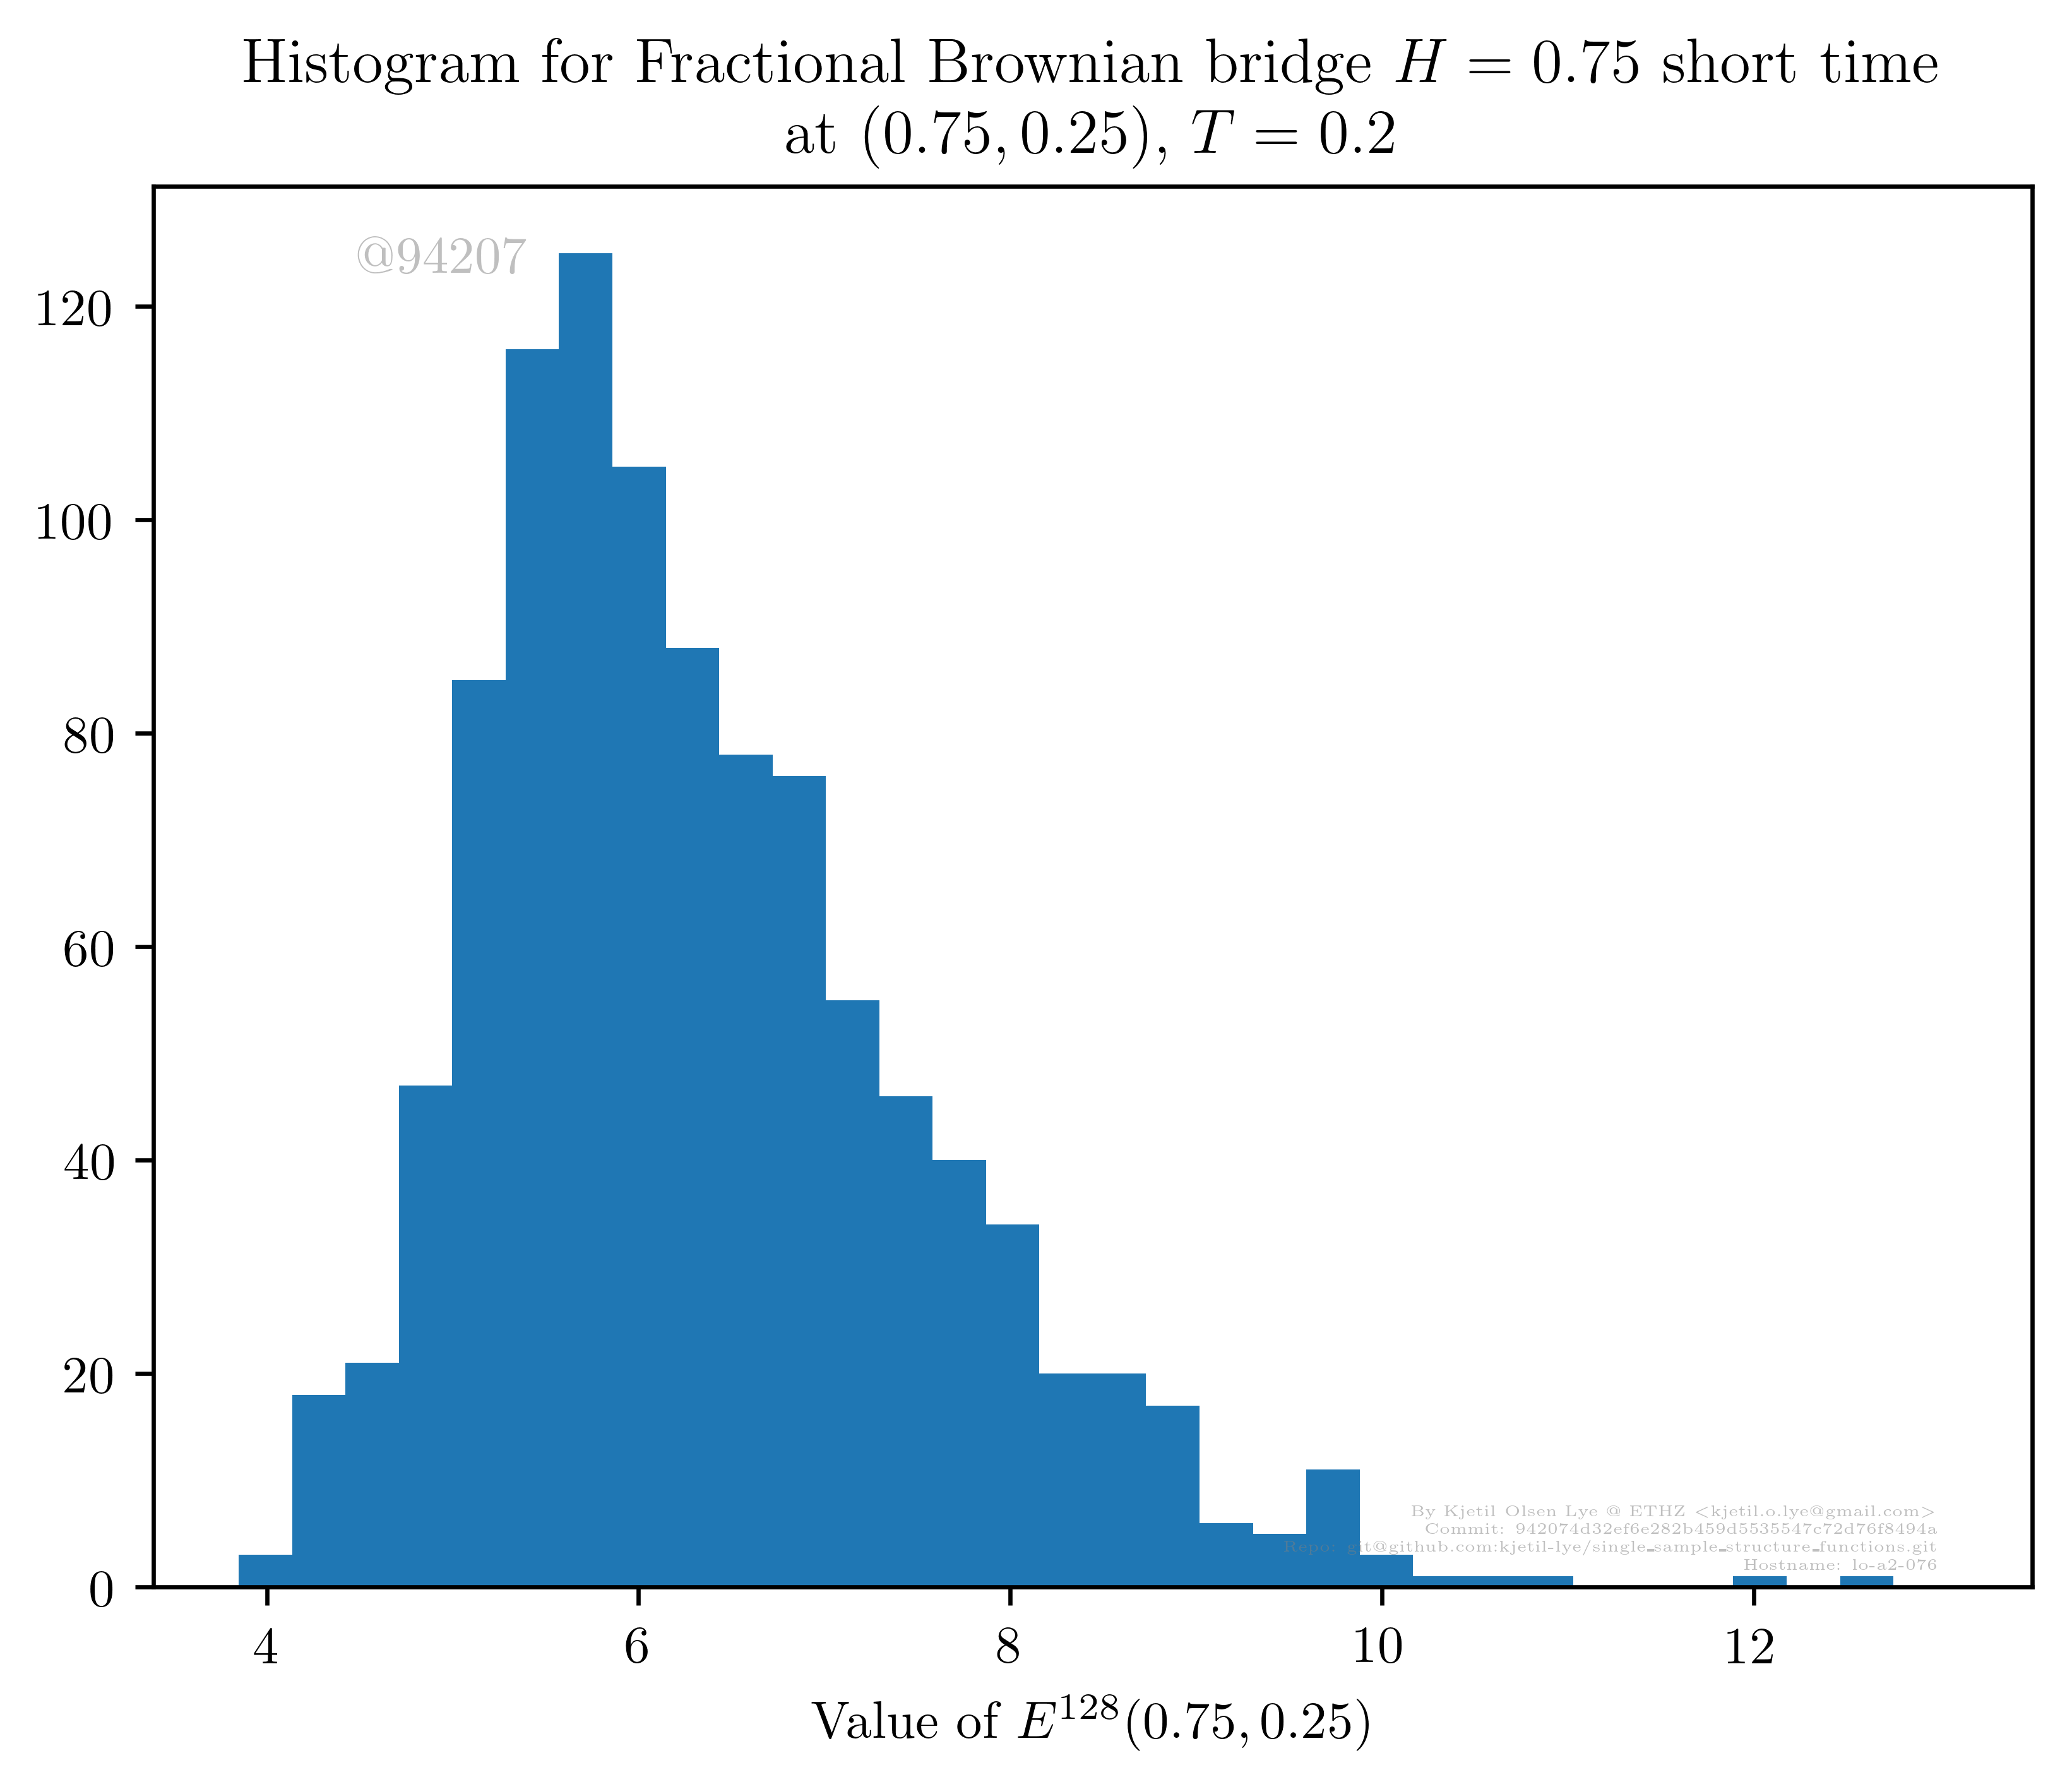 Histogram for Fractional Brownian bridge H = 0.75 short time
at (0.75, 0.25), T = 0.2
@94207
120
100
80
60
40
20
0
By Kjetil Olsen Lye @ ETHZ <kjetil.o.lye@gmail.com>
Commit: 942074d32ef6e282b459d5535547c72d76f8494a
Repo: git@github.com:kjetil-lye/single_sample_structure_functions.git
Hostname: lo-a2-076
4 6 8 10 12
Value of E^128(0.75, 0.25)